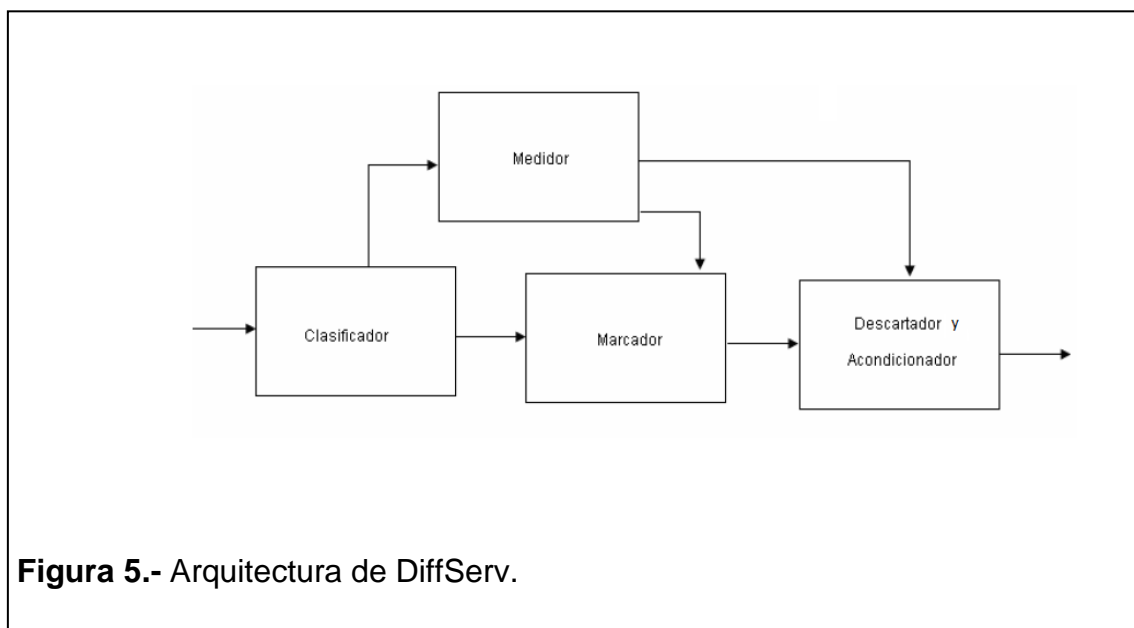 Medidor
Clasificador
Marcador
Descartador y
Acondicionador
Figura 5.- Arquitectura de DiffServ.